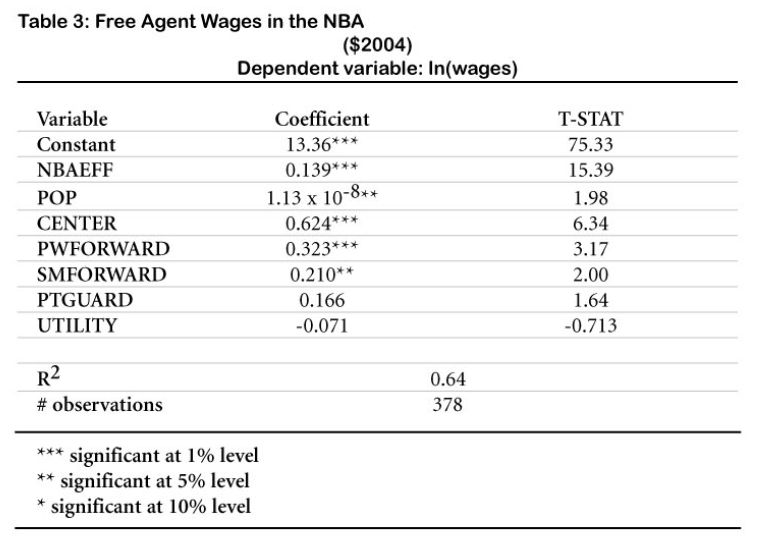 Table 3: Free Agent Wages in the NBA
($2004)
Dependent variable: ln(wages)
Variable Coefficient T-STAT
Constant 13.36*** 75.33
NBAEFF 0.139*** 15.39
POP 1.13 x 10-8** 1.98
CENTER 0.624*** 6.34
PWFORWARD 0.323*** 3.17
SMFORWARD 0.210** 2.00
PTGUARD 0.166 1.64
UTILITY -0.071 -0.713
R2 0.64
# observations 378
*** significant at 1% level
** significant at 5% level
* significant at 10% level